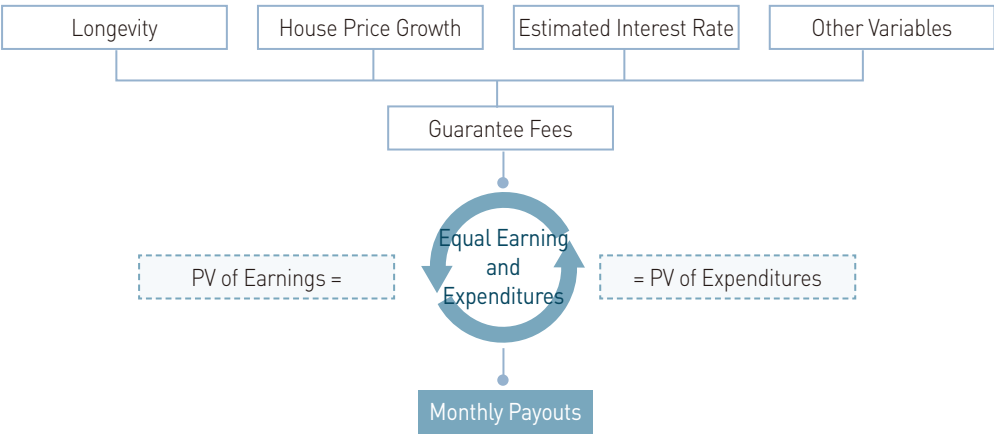 Longevity
House Price Growth
Estimated Interest Rate
Other Variables
Guarantee Fees
Equal Earning
and
Expenditures
PV of Earnings =
= PV of Expenditures
Monthly Payouts